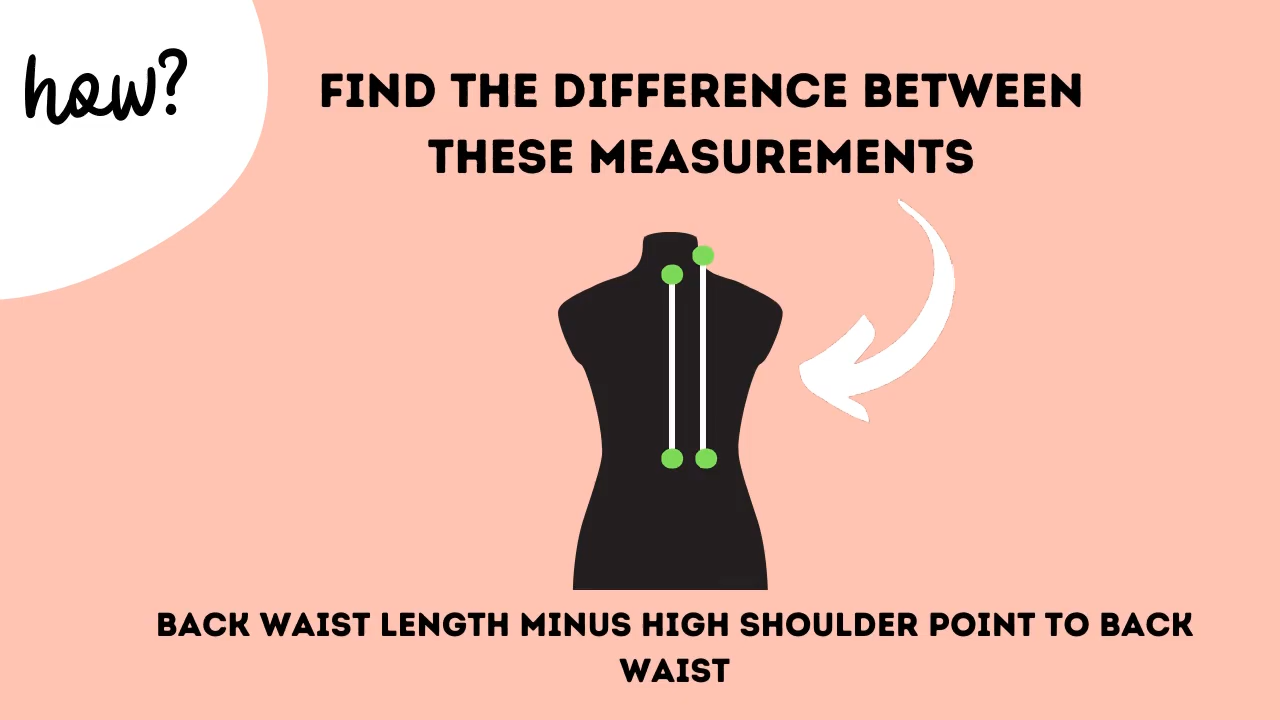 how?
FIND THE DIFFERENCE BETWEEN
THESE MEASUREMENTS
BACK WAIST LENGTH MINUS HIGH SHOULDER POINT TO BACK
WAIST